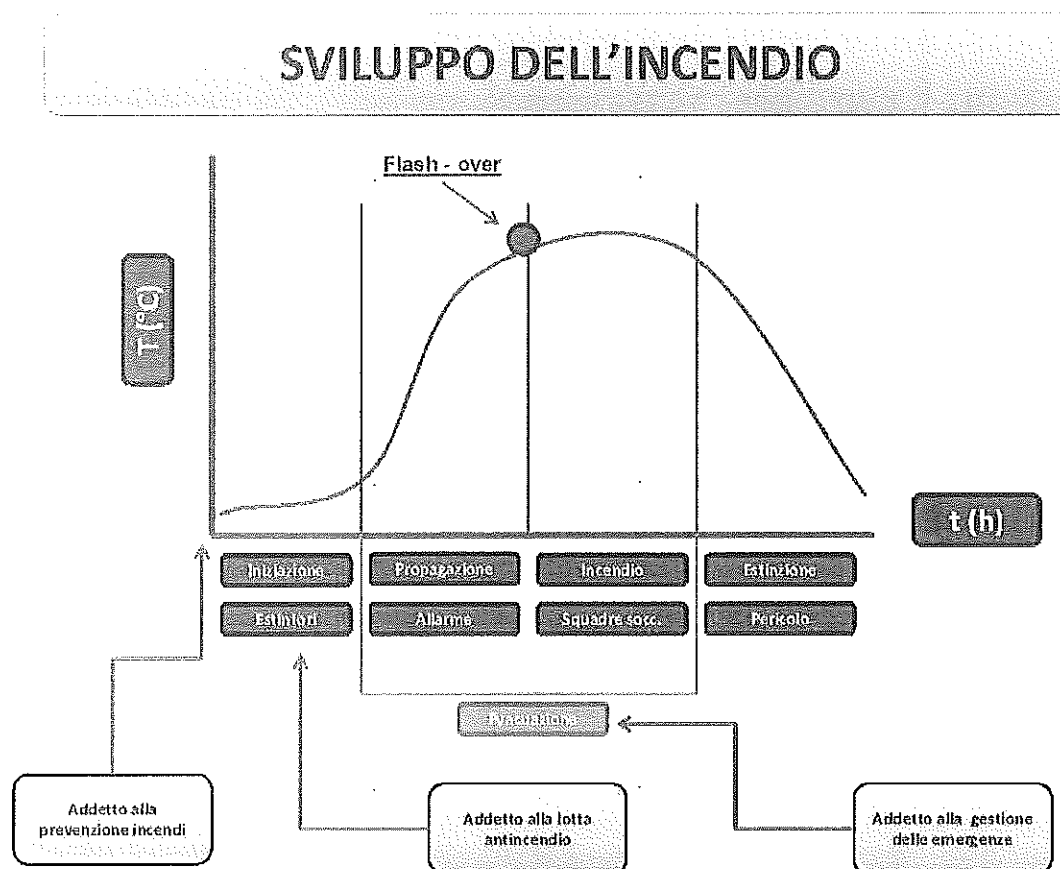 SVILUPPO DELL'INCENDIO
Flash - over
T (°C)
t (h)
Iniziazione
Propagazione
Incendio
Estinzione
Estintori
Allarme
Squadre socc.
Pericolo
Evacuazione
Addetto alla
prevenzione incendi
Addetto alla lotta
antincendio
Addetto alla gestione
delle emergenze